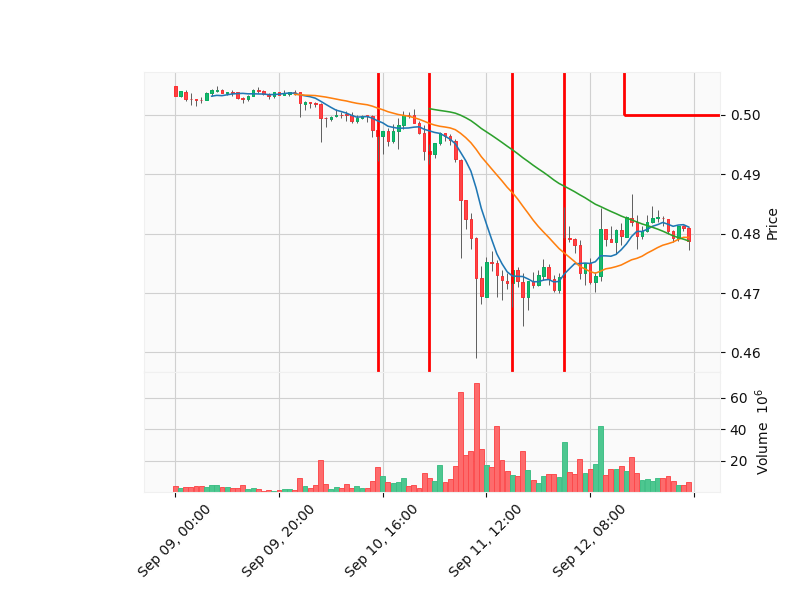 0.50
0.49
0.48
0.47
0.46
Price
60
40
20
Volume 10^6
Sep 09, 00:00
Sep 09, 20:00
Sep 10, 16:00
Sep 11, 12:00
Sep 12, 08:00